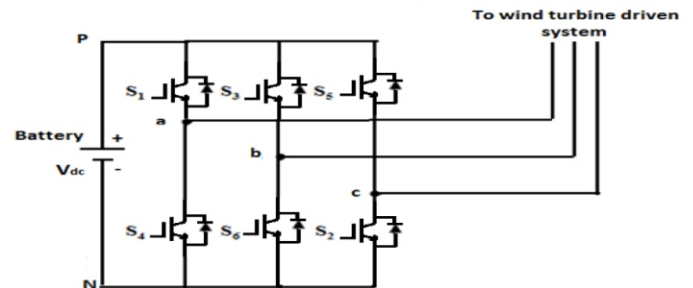 To wind turbine driven
system
P
S₁
S₃
S₅
a
Battery
+
b
Vdc
-
c
S₄
S₆
S₂
N